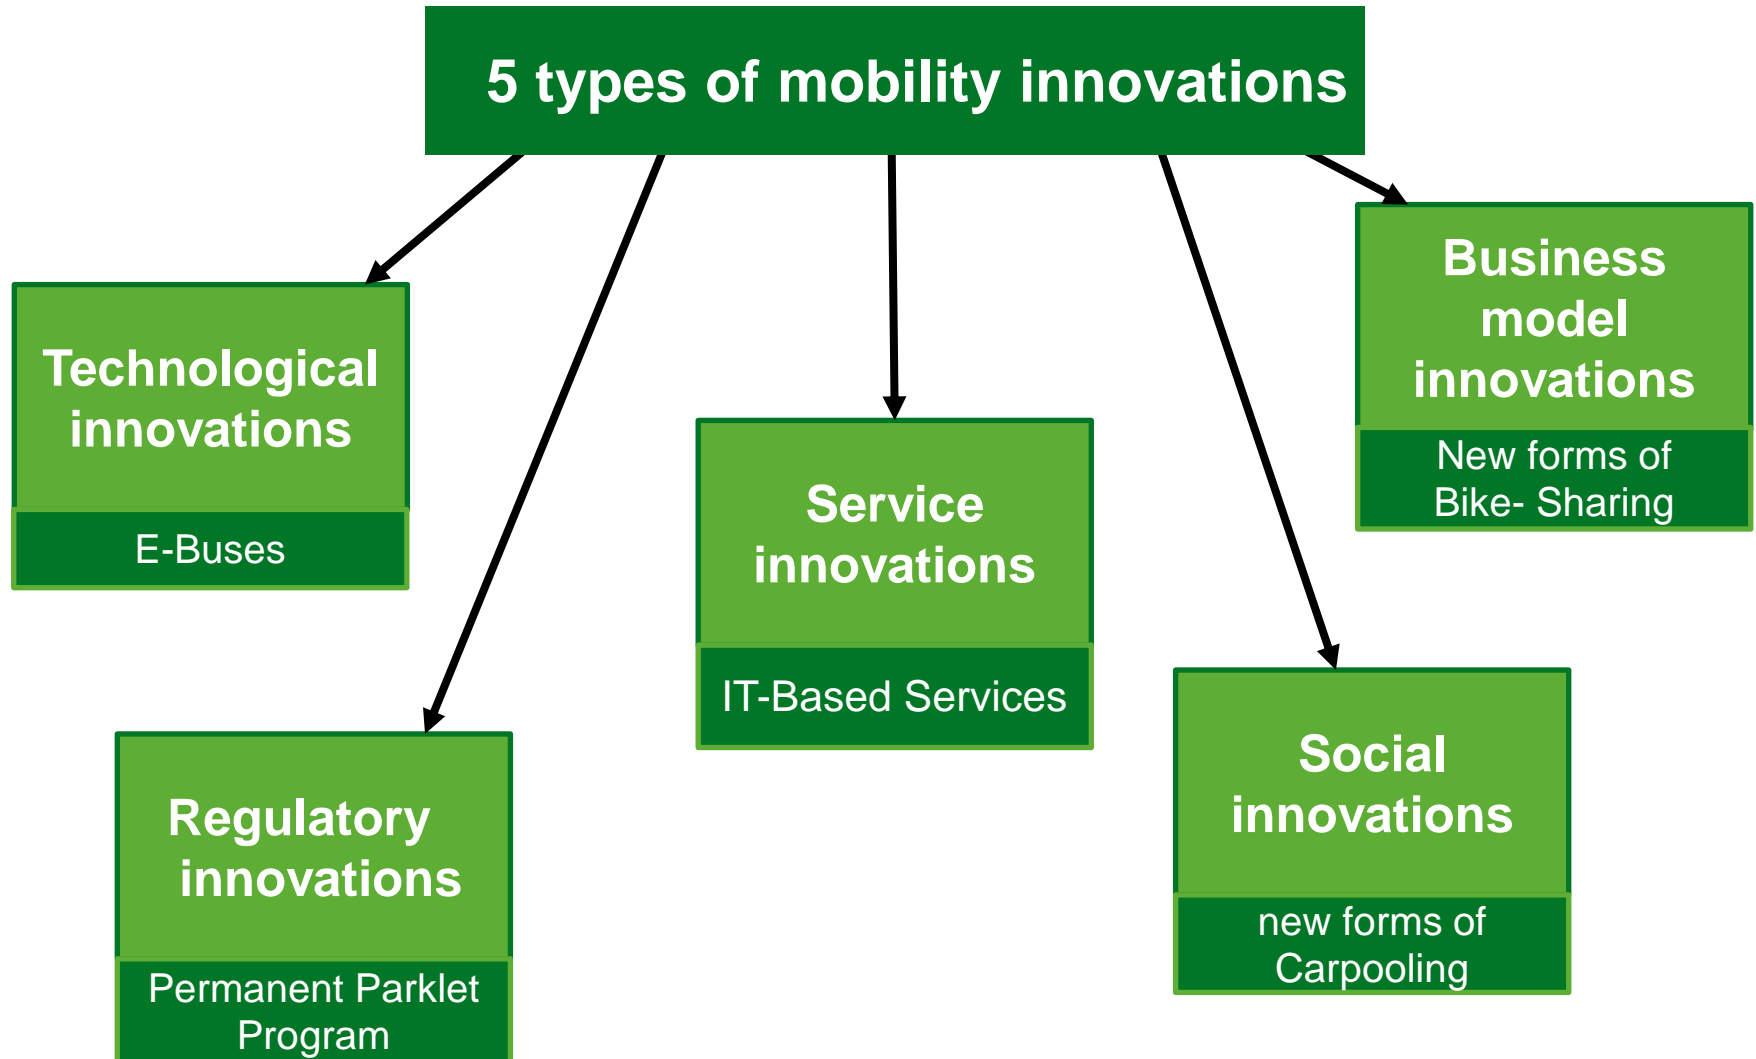 5 types of mobility innovations
Technological
innovations
E-Buses
Regulatory
innovations
Permanent Parklet
Program
Service
innovations
IT-Based Services
Social
innovations
new forms of
Carpooling
Business
model
innovations
New forms of
Bike- Sharing